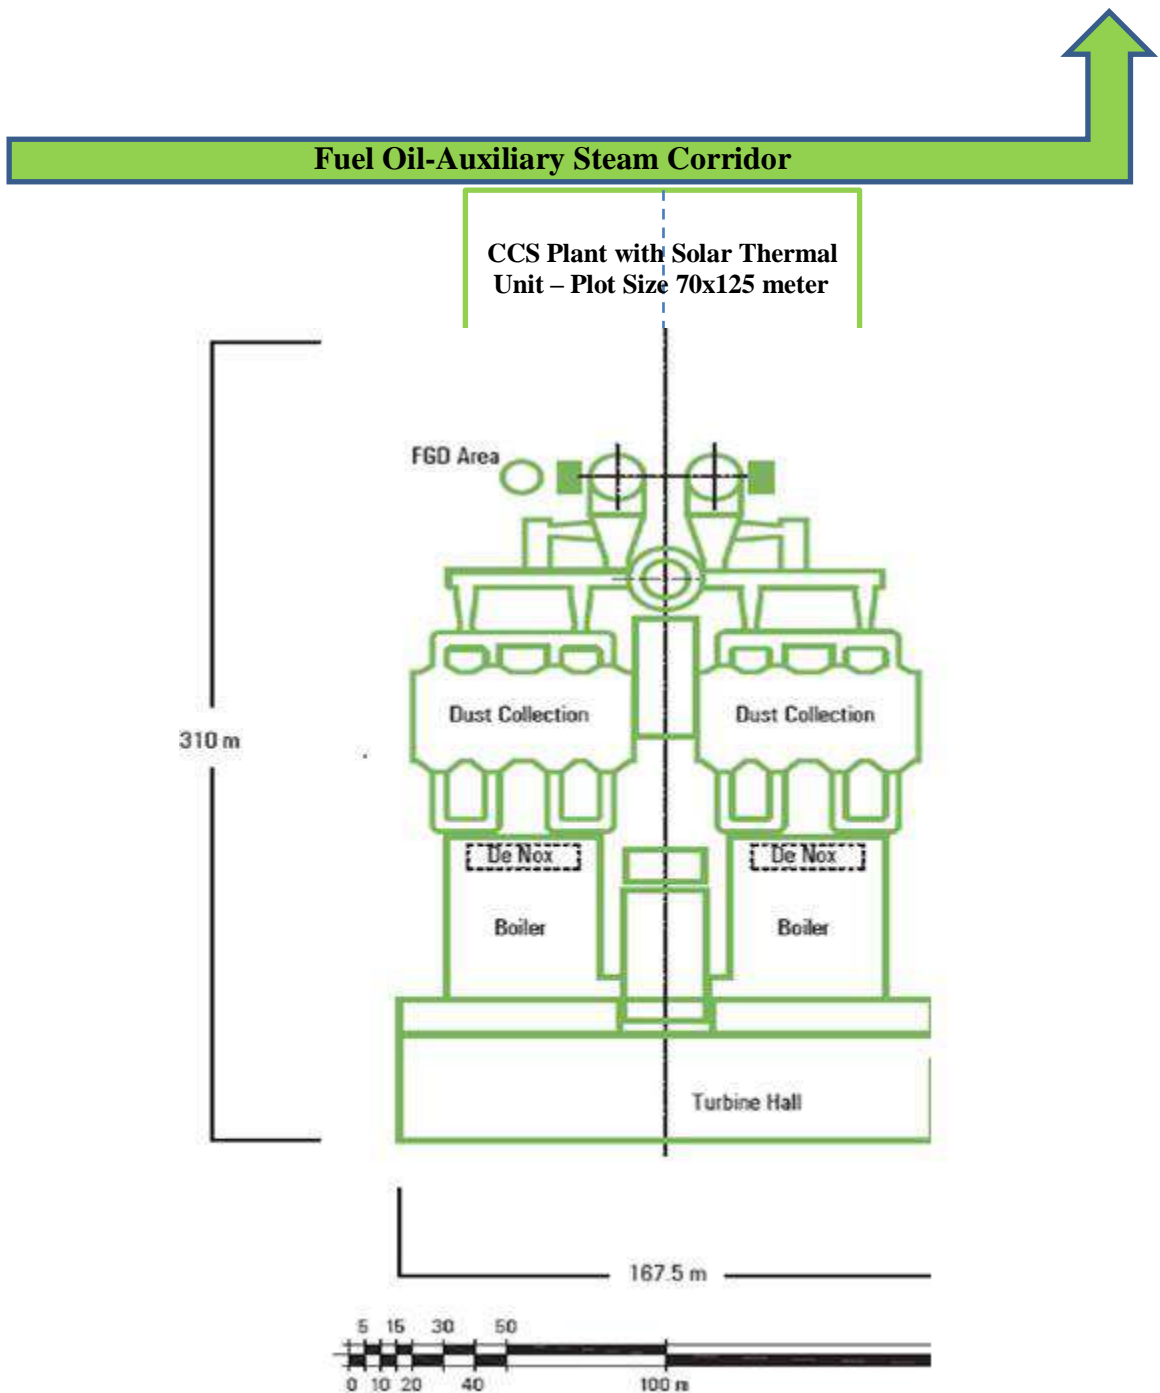 Fuel Oil-Auxiliary Steam Corridor
CCS Plant with Solar Thermal
Unit – Plot Size 70x125 meter
FGD Area
Dust Collection
Dust Collection
310 m
De Nox
De Nox
Boiler
Boiler
Turbine Hall
167.5 m
5 15 30 50
0 10 20 40 100 m